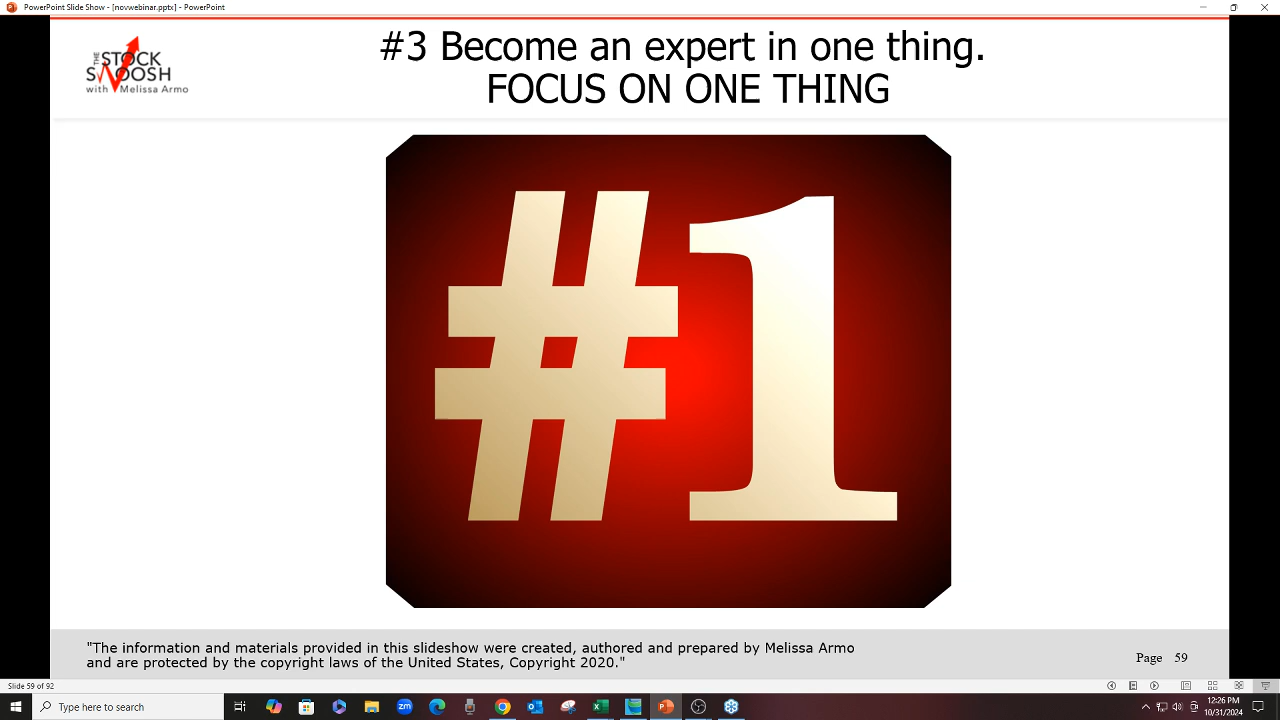 PowerPoint Slide Show - [novwebinar.pptx] - PowerPoint
THE STOCK
SWOOSH
with Melissa Armo
#3 Become an expert in one thing.
FOCUS ON ONE THING
#1
"The information and materials provided in this slideshow were created, authored and prepared by Melissa Armo
and are protected by the copyright laws of the United States, Copyright 2020."
Page 59
Slide 59 of 92
Type here to search
12:26 PM
10/31/2024